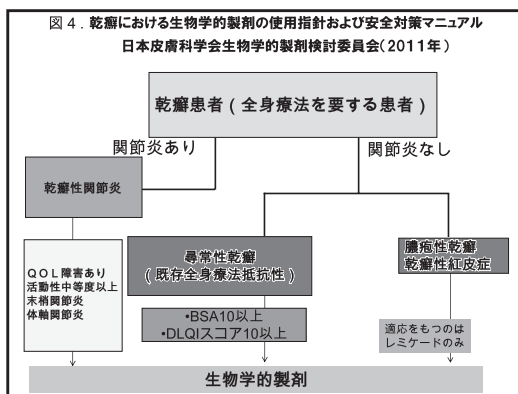 図4．乾癬における生物学的製剤の使用指針および安全対策マニュアル
日本皮膚科学会生物学的製剤検討委員会（2011年）
乾癬患者（全身療法を要する患者）
関節炎あり
関節炎なし
乾癬性関節炎
尋常性乾癬
（既存全身療法抵抗性）
膿疱性乾癬
乾癬性紅皮症
QOL障害あり
活動性中等度以上
末梢関節炎
体軸関節炎
•BSA10以上
•DLQIスコア10以上
適応をもつのは
レミケードのみ
生物学的製剤